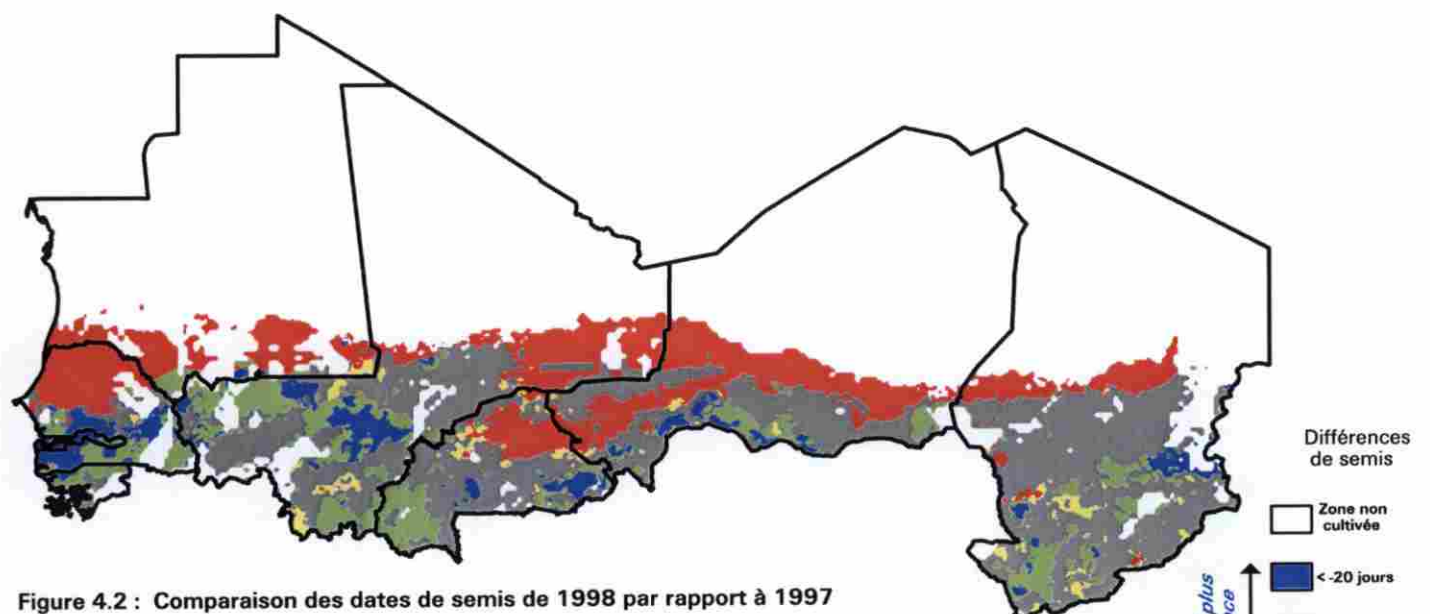 Différences
de semis
Zone non
cultivée
< -20 jours
plus
Figure 4.2 : Comparaison des dates de semis de 1998 par rapport à 1997